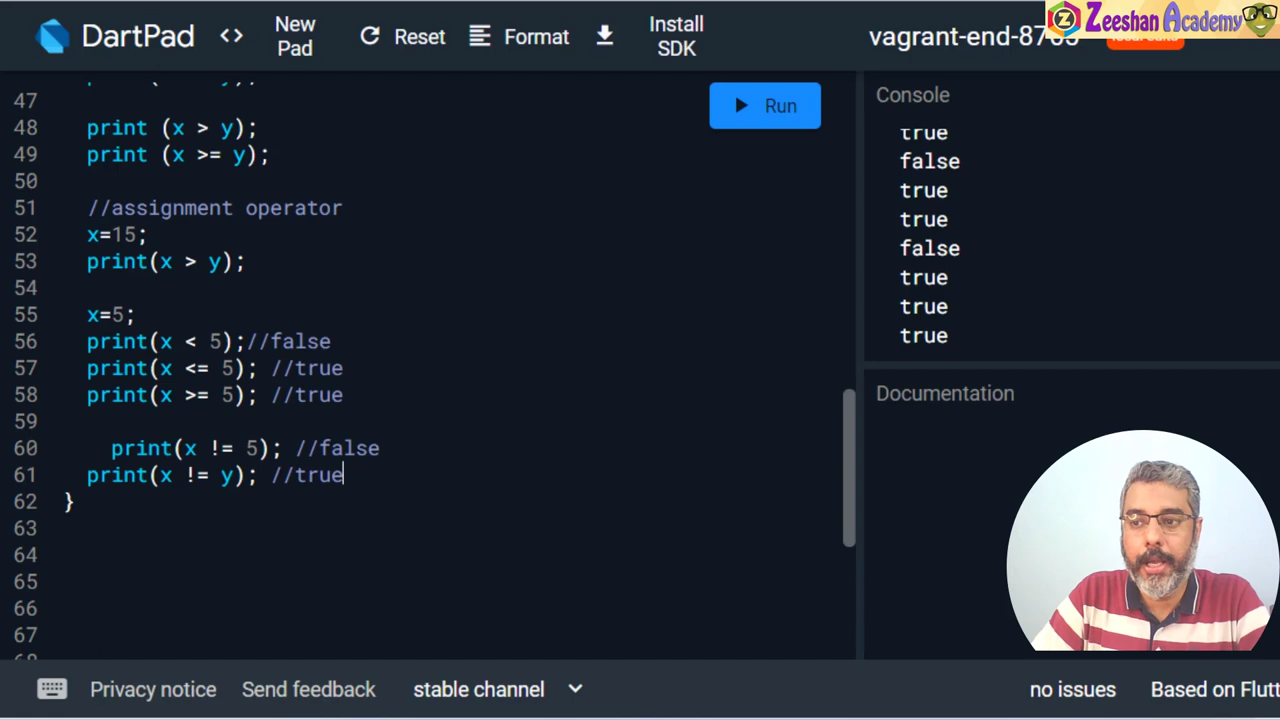 DartPad
<>
New Pad
Reset
Format
Install SDK
vagrant-end-8705
Zeeshan Academy
47
48 print (x > y);
49 print (x >= y);
50
51 //assignment operator
52 x=15;
53 print(x > y);
54
55 x=5;
56 print(x < 5);//false
57 print(x <= 5); //true
58 print(x >= 5); //true
59
60 print(x != 5); //false
61 print(x != y); //true
62 }
63
64
65
66
67
Run
Console
true
false
true
true
false
true
true
true
Documentation
Privacy notice
Send feedback
stable channel
no issues
Based on Flutt